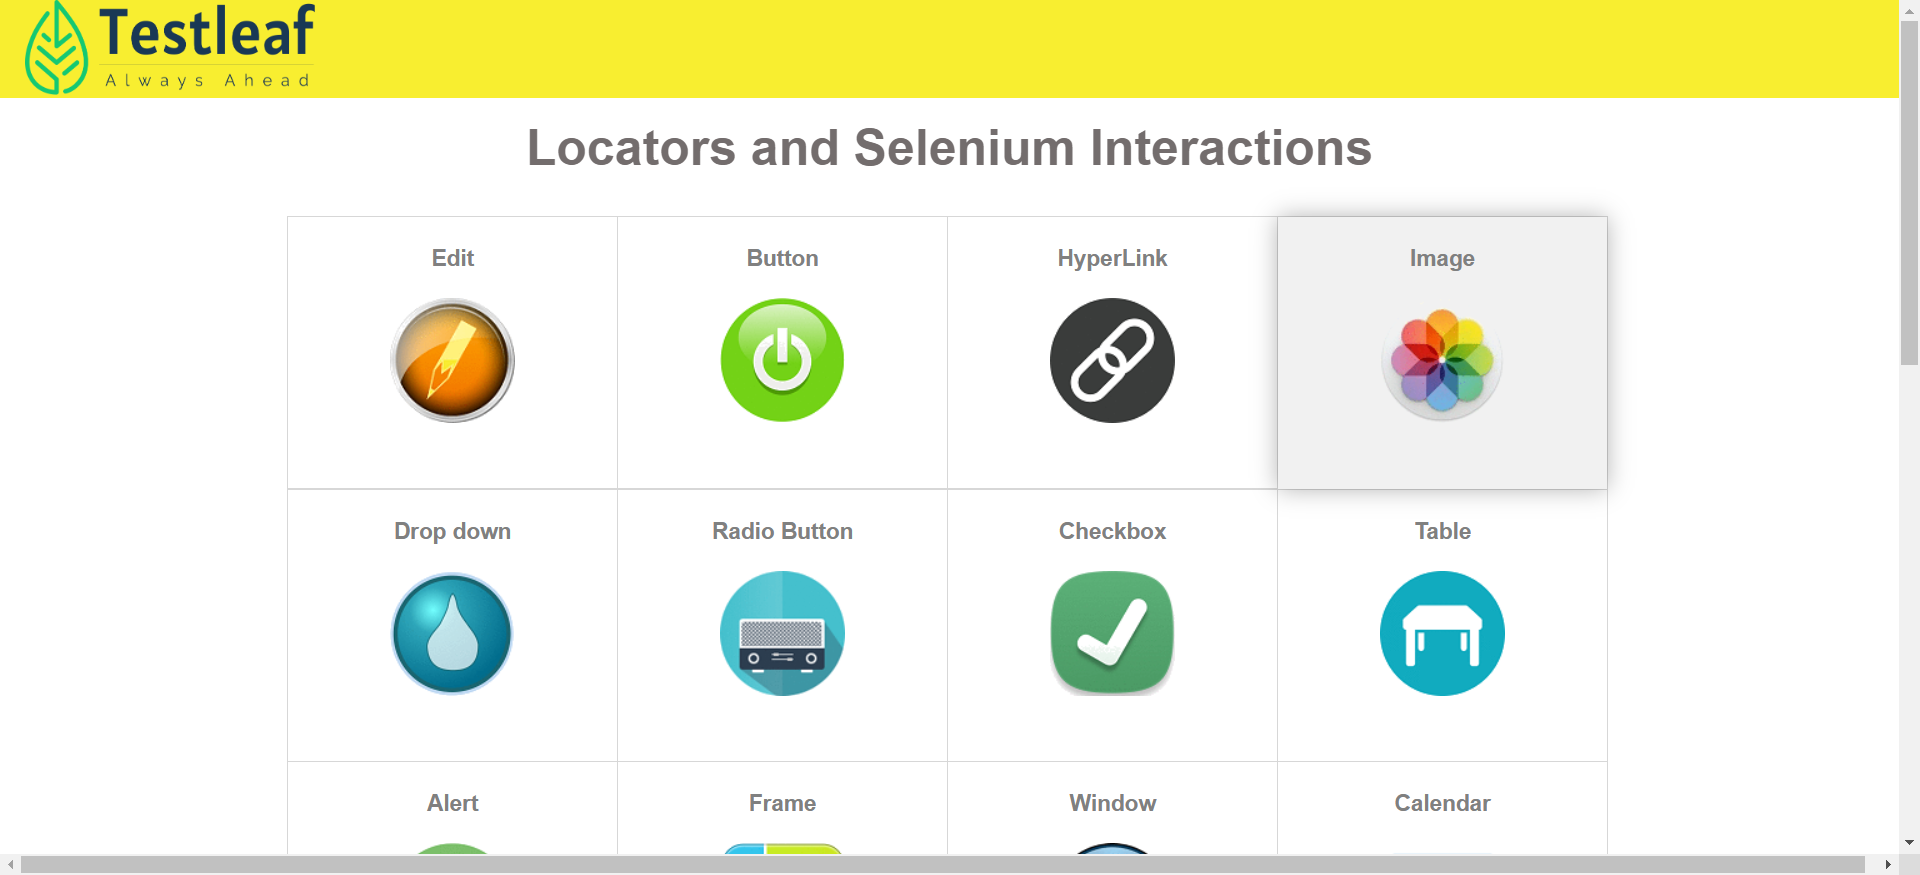 Testleaf
Always Ahead
Locators and Selenium Interactions
Edit
Button
HyperLink
Image
Drop down
Radio Button
Checkbox
Table
Alert
Frame
Window
Calendar